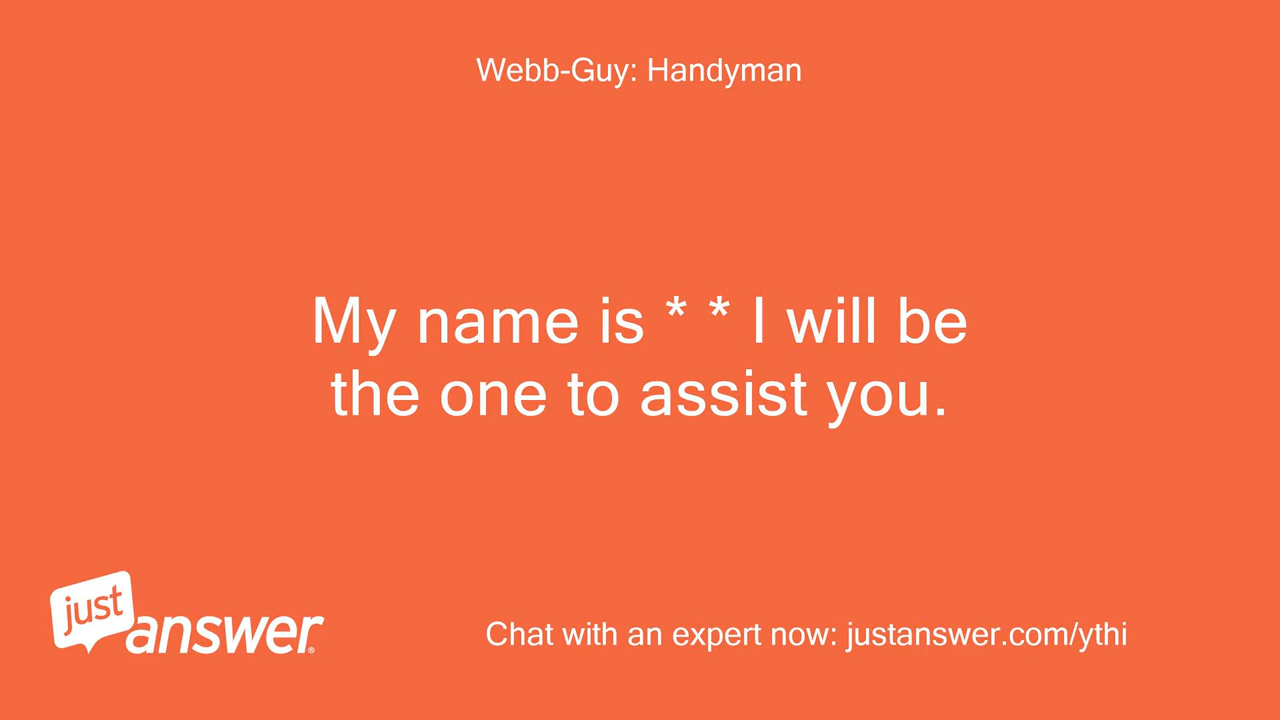 Webb-Guy: Handyman
My name is * * I will be
the one to assist you.
just
answer®
Chat with an expert now: justanswer.com/ythi